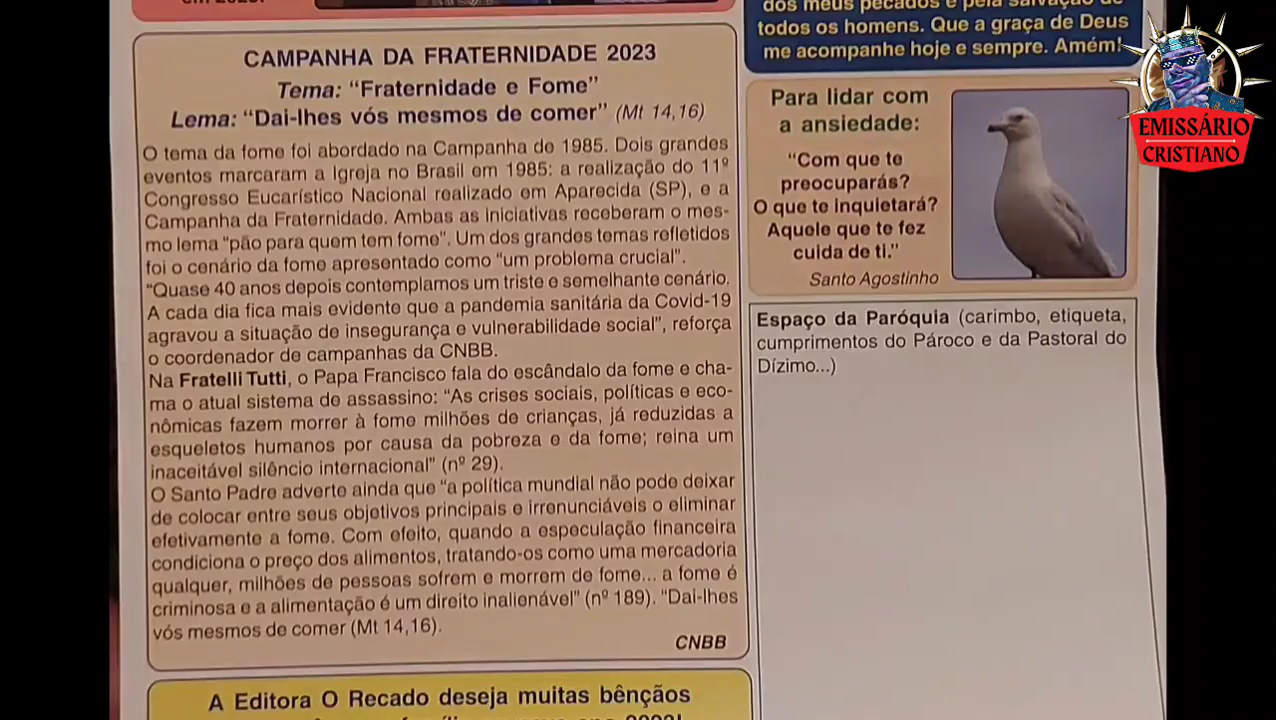 em 2023.
CAMPANHA DA FRATERNIDADE 2023
Tema: “Fraternidade e Fome”
Lema: “Dai-lhes vós mesmos de comer” (Mt 14,16)
O tema da fome foi abordado na Campanha de 1985. Dois grandes
eventos marcaram a Igreja no Brasil em 1985: a realização do 11º
Congresso Eucarístico Nacional realizado em Aparecida (SP), e a
Campanha da Fraternidade. Ambas as iniciativas receberam o mes-
mo lema “pão para quem tem fome”. Um dos grandes temas refletidos
foi o cenário da fome apresentado como “um problema crucial”.
“Quase 40 anos depois contemplamos um triste e semelhante cenário.
A cada dia fica mais evidente que a pandemia sanitária da Covid-19
agravou a situação de insegurança e vulnerabilidade social”, reforça
o coordenador de campanhas da CNBB.
Na Fratelli Tutti, o Papa Francisco fala do escândalo da fome e cha-
ma o atual sistema de assassino: “As crises sociais, políticas e eco-
nômicas fazem morrer à fome milhões de crianças, já reduzidas a
esqueletos humanos por causa da pobreza e da fome; reina um
inaceitável silêncio internacional” (nº 29).
O Santo Padre adverte ainda que “a política mundial não pode deixar
de colocar entre seus objetivos principais e irrenunciáveis o eliminar
efetivamente a fome. Com efeito, quando a especulação financeira
condiciona o preço dos alimentos, tratando-os como uma mercadoria
qualquer, milhões de pessoas sofrem e morrem de fome... a fome é
criminosa e a alimentação é um direito inalienável” (nº 189). “Dai-lhes
vós mesmos de comer (Mt 14,16).
CNBB
A Editora O Recado deseja muitas bênçãos
dos meus pecados e pela salvação de
todos os homens. Que a graça de Deus
me acompanhe hoje e sempre. Amém!
Para lidar com
a ansiedade:
“Com que te
preocuparás?
O que te inquietará?
Aquele que te fez
cuida de ti.”
Santo Agostinho
Espaço da Paróquia (carimbo, etiqueta,
cumprimentos do Pároco e da Pastoral do
Dízimo...)
EMISSÁRIO
CRISTIANO